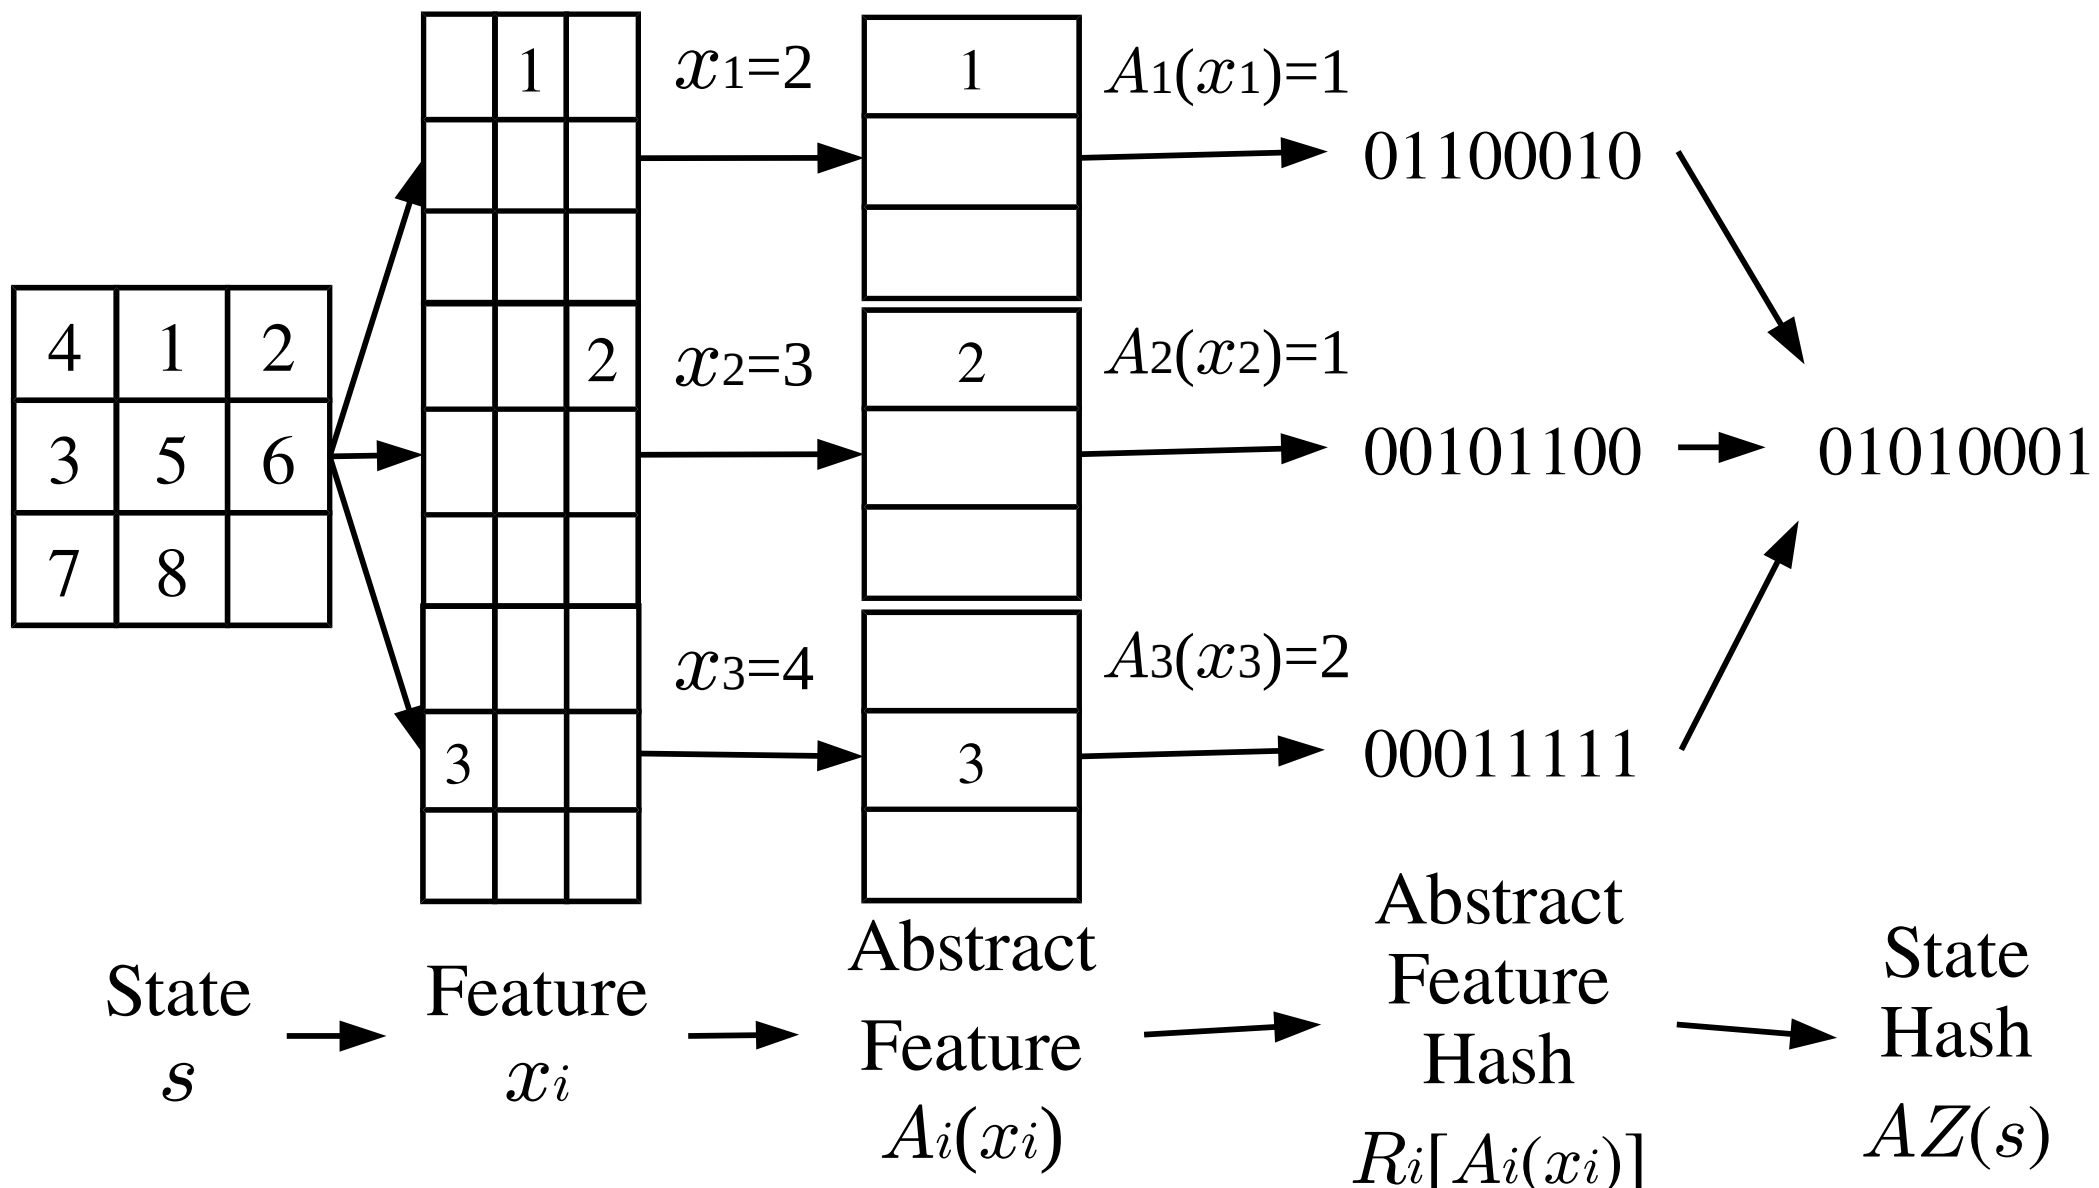 4 1 2
3 5 6
7 8
1
2
3
x1=2
x2=3
x3=4
1
2
3
A1(x1)=1
A2(x2)=1
A3(x3)=2
01100010
00101100
00011111
01010001
State
s
Feature
xi
Abstract
Feature
Ai(xi)
Abstract
Feature
Hash
Ri[Ai(xi)]
State
Hash
AZ(s)